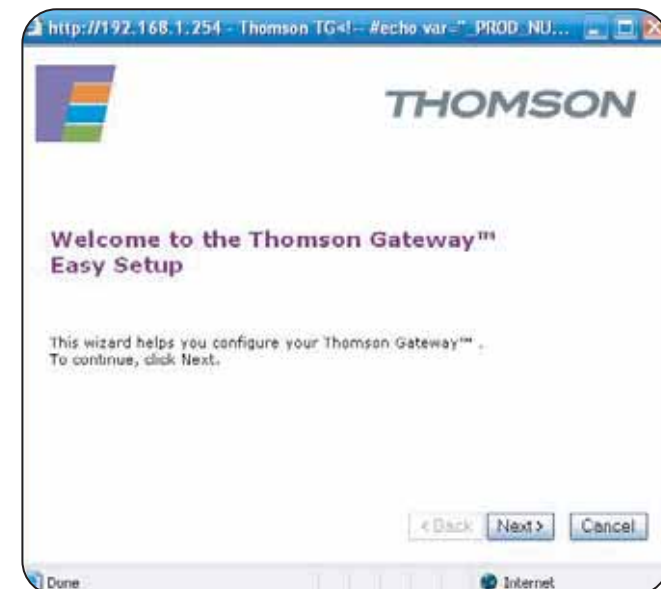 http://192.168.1.254 - Thomson TG<!-- #echo var="_PROD_NU...
THOMSON
Welcome to the Thomson Gateway™
Easy Setup
This wizard helps you configure your Thomson Gateway™ .
To continue, click Next.
< Back Next > Cancel
Done Internet